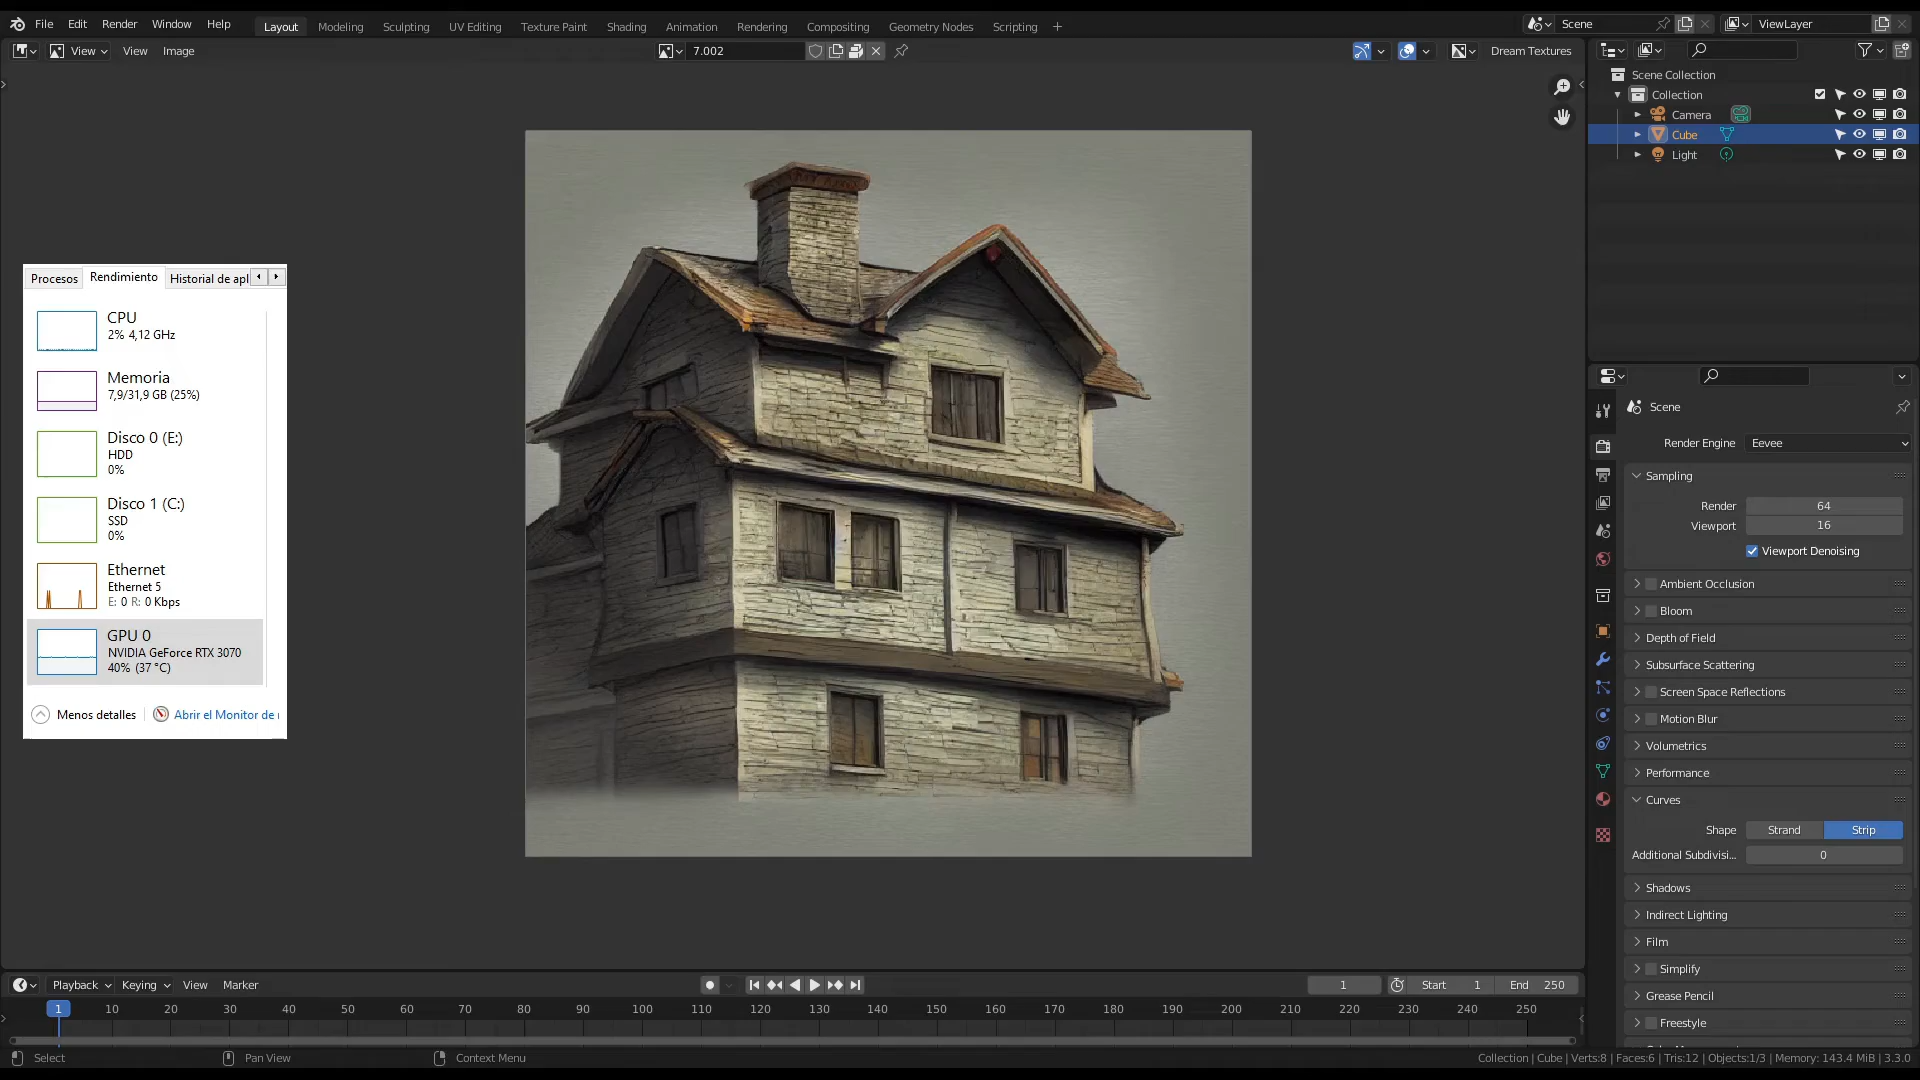 File Edit Render Window Help Layout Modeling Sculpting UV Editing Texture Paint Shading Animation Rendering Compositing Geometry Nodes Scripting + Scene ViewLayer
View View Image 7.002 Dream Textures
Scene Collection
Collection
Camera
Cube
Light
Procesos Rendimiento Historial de apl
CPU
2% 4,12 GHz
Memoria
7,9/31,9 GB (25%)
Disco 0 (E:)
HDD
0%
Disco 1 (C:)
SSD
0%
Ethernet
Ethernet 5
E: 0 R: 0 Kbps
GPU 0
NVIDIA GeForce RTX 3070
40% (37 °C)
Menos detalles Abrir el Monitor de
Scene
Render Engine Eevee
Sampling
Render 64
Viewport 16
Viewport Denoising
Ambient Occlusion
Bloom
Depth of Field
Subsurface Scattering
Screen Space Reflections
Motion Blur
Volumetrics
Performance
Curves
Shape Strand Strip
Additional Subdivisi... 0
Shadows
Indirect Lighting
Film
Simplify
Grease Pencil
Freestyle
Playback Keying View Marker 1 Start 1 End 250
1 10 20 30 40 50 60 70 80 90 100 110 120 130 140 150 160 170 180 190 200 210 220 230 240 250
Select Pan View Context Menu Collection | Cube | Verts:8 | Faces:6 | Tris:12 | Objects:1/3 | Memory: 143.4 MiB | 3.3.0